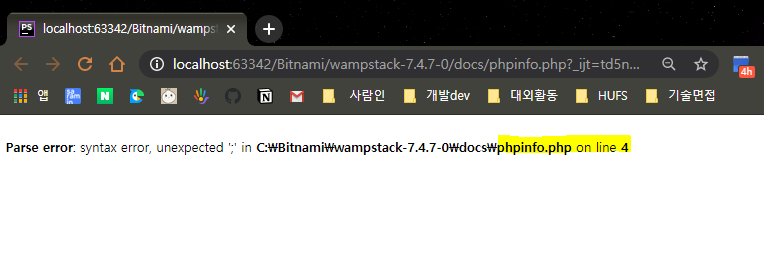 PS localhost:63342/Bitnami/wamps
localhost:63342/Bitnami/wampstack-7.4.7-0/docs/phpinfo.php?_ijt=td5n...
4h
앱 N 사람인 개발dev 대외활동 HUFS 기술면접
Parse error: syntax error, unexpected ';' in C:₩Bitnami₩wampstack-7.4.7-0₩docs₩phpinfo.php on line 4